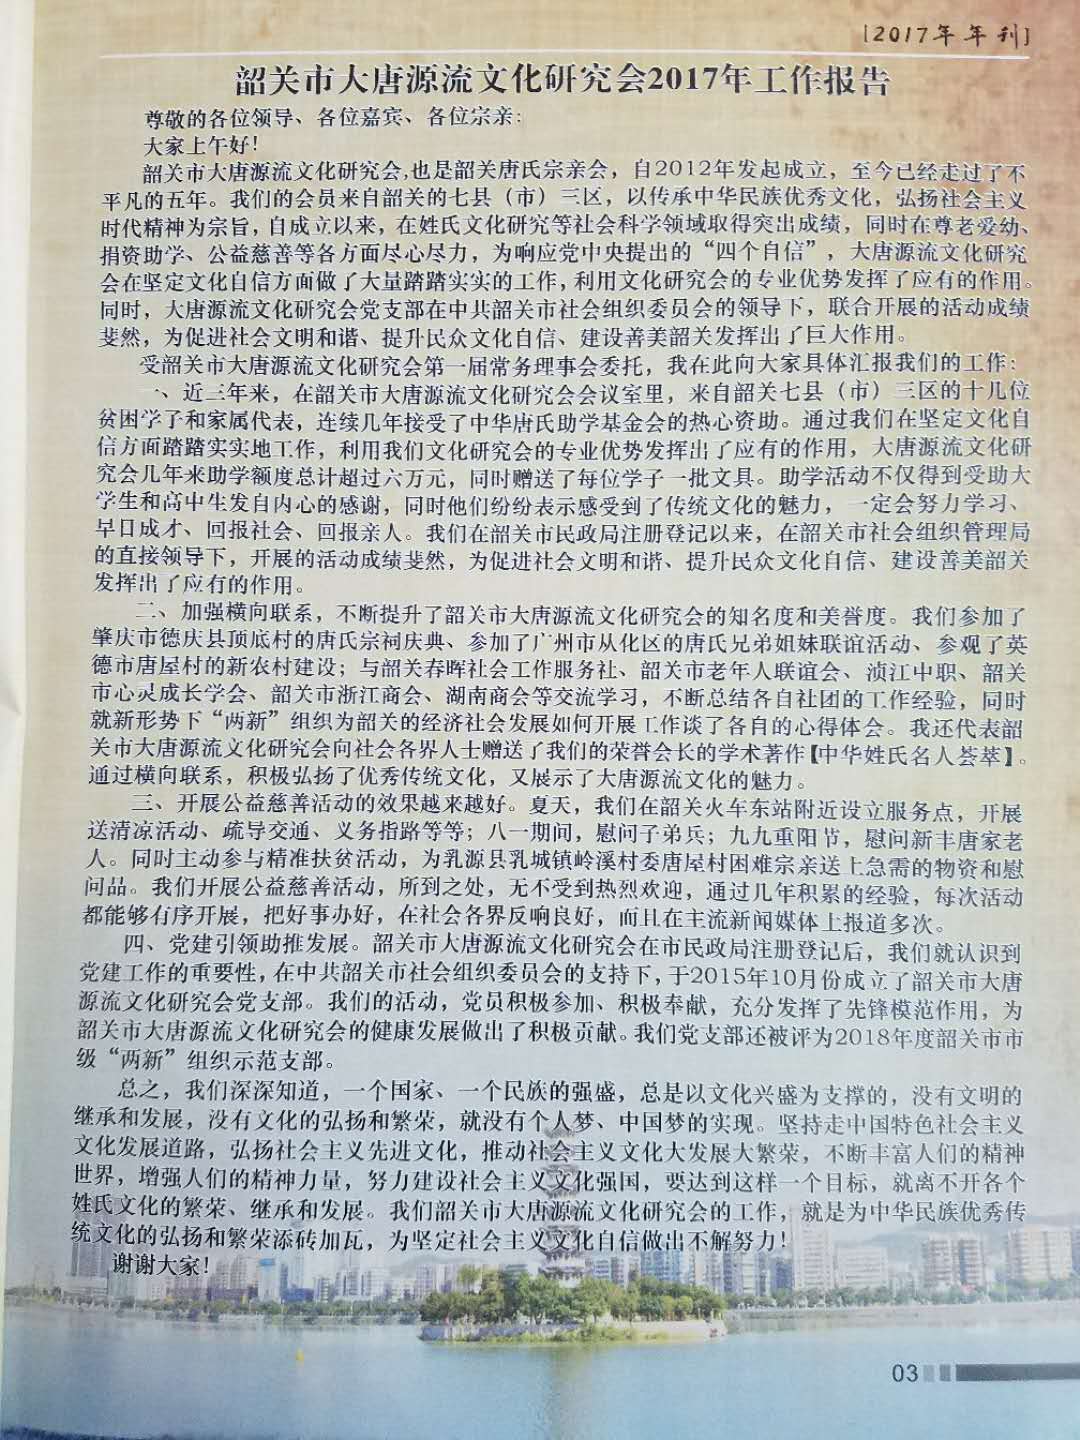 [2017年年刊]
韶关市大唐源流文化研究会2017年工作报告
尊敬的各位领导、各位嘉宾、各位宗亲：
大家上午好！
韶关市大唐源流文化研究会，也是韶关唐氏宗亲会，自2012年发起成立，至今已经走过了不
平凡的五年。我们的会员来自韶关的七县（市）三区，以传承中华民族优秀文化，弘扬社会主义
时代精神为宗旨，自成立以来，在姓氏文化研究等社会科学领域取得突出成绩，同时在尊老爱幼、
捐资助学、公益慈善等各方面尽心尽力，为响应党中央提出的“四个自信”，大唐源流文化研究
会在坚定文化自信方面做了大量踏踏实实的工作，利用文化研究会的专业优势发挥了应有的作用。
同时，大唐源流文化研究会党支部在中共韶关市社会组织委员会的领导下，联合开展的活动成绩
斐然，为促进社会文明和谐、提升民众文化自信、建设善美韶关发挥出了巨大作用。
受韶关市大唐源流文化研究会第一届常务理事会委托，我在此向大家具体汇报我们的工作：
一、近三年来，在韶关市大唐源流文化研究会会议室里，来自韶关七县（市）三区的十几位
贫困学子和家属代表，连续几年接受了中华唐氏助学基金会的热心资助。通过我们在坚定文化自
信方面踏踏实实地工作，利用我们文化研究会的专业优势发挥出了应有的作用，大唐源流文化研
究会几年来助学额度总计超过六万元，同时赠送了每位学子一批文具。助学活动不仅得到受助大
学生和高中生发自内心的感谢，同时他们纷纷表示感受到了传统文化的魅力，一定会努力学习、
早日成才、回报社会、回报亲人。我们在韶关市民政局注册登记以来，在韶关市社会组织管理局
的直接领导下，开展的活动成绩斐然，为促进社会文明和谐、提升民众文化自信、建设善美韶关
发挥出了应有的作用。
二、加强横向联系，不断提升了韶关市大唐源流文化研究会的知名度和美誉度。我们参加了
肇庆市德庆县顶底村的唐氏宗祠庆典、参加了广州市从化区的唐氏兄弟姐妹联谊活动、参观了英
德市唐屋村的新农村建设；与韶关春晖社会工作服务社、韶关市老年人联谊会、浈江中职、韶关
市心灵成长学会、韶关市浙江商会、湖南商会等交流学习，不断总结各自社团的工作经验，同时
就新形势下“两新”组织为韶关的经济社会发展如何开展工作谈了各自的心得体会。我还代表韶
关市大唐源流文化研究会向社会各界人士赠送了我们的荣誉会长的学术著作【中华姓氏名人荟萃】。
通过横向联系，积极弘扬了优秀传统文化，又展示了大唐源流文化的魅力。
三、开展公益慈善活动的效果越来越好。夏天，我们在韶关火车东站附近设立服务点，开展
送清凉活动、疏导交通、义务指路等等；八一期间，慰问子弟兵；九九重阳节，慰问新丰唐家老
人。同时主动参与精准扶贫活动，为乳源县乳城镇岭溪村委唐屋村困难宗亲送上急需的物资和慰
问品。我们开展公益慈善活动，所到之处，无不受到热烈欢迎，通过几年积累的经验，每次活动
都能够有序开展，把好事办好，在社会各界反响良好，而且在主流新闻媒体上报道多次。
四、党建引领助推发展。韶关市大唐源流文化研究会在市民政局注册登记后，我们就认识到
党建工作的重要性，在中共韶关市社会组织委员会的支持下，于2015年10月份成立了韶关市大唐
源流文化研究会党支部。我们的活动，党员积极参加、积极奉献，充分发挥了先锋模范作用，为
韶关市大唐源流文化研究会的健康发展做出了积极贡献。我们党支部还被评为2018年度韶关市市
级“两新”组织示范支部。
总之，我们深深知道，一个国家、一个民族的强盛，总是以文化兴盛为支撑的，没有文明的
继承和发展，没有文化的弘扬和繁荣，就没有个人梦、中国梦的实现。坚持走中国特色社会主义
文化发展道路，弘扬社会主义先进文化，推动社会主义文化大发展大繁荣，不断丰富人们的精神
世界，增强人们的精神力量，努力建设社会主义文化强国，要达到这样一个目标，就离不开各个
姓氏文化的繁荣、继承和发展。我们韶关市大唐源流文化研究会的工作，就是为中华民族优秀传
统文化的弘扬和繁荣添砖加瓦，为坚定社会主义文化自信做出不解努力！
谢谢大家！
03